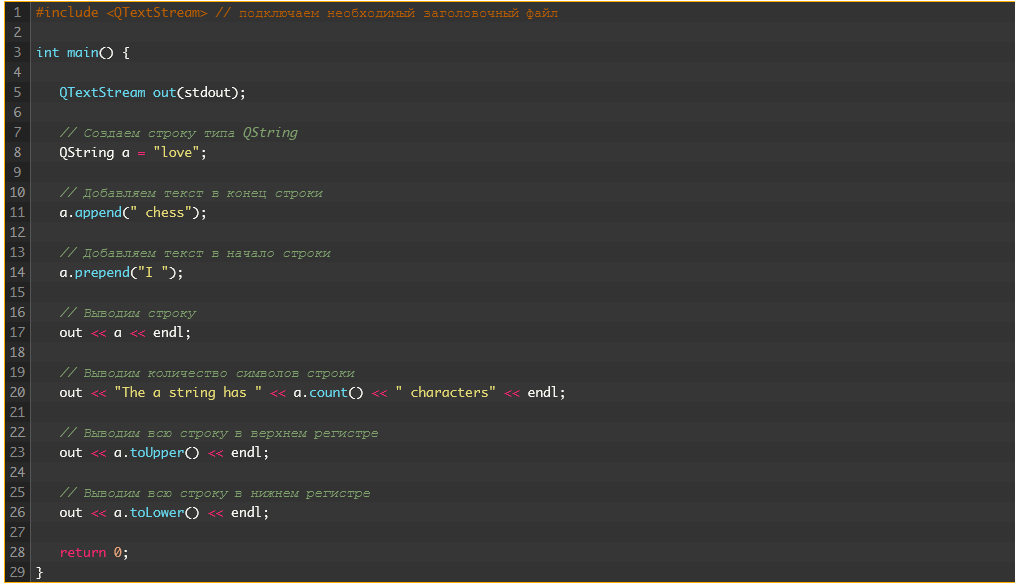 1 #include <QTextStream> // подключаем необходимый заголовочный файл
2
3 int main() {
4
5 QTextStream out(stdout);
6
7 // Создаем строку типа QString
8 QString a = "love";
9
10 // Добавляем текст в конец строки
11 a.append(" chess");
12
13 // Добавляем текст в начало строки
14 a.prepend("I ");
15
16 // Выводим строку
17 out << a << endl;
18
19 // Выводим количество символов строки
20 out << "The a string has " << a.count() << " characters" << endl;
21
22 // Выводим всю строку в верхнем регистре
23 out << a.toUpper() << endl;
24
25 // Выводим всю строку в нижнем регистре
26 out << a.toLower() << endl;
27
28 return 0;
29 }